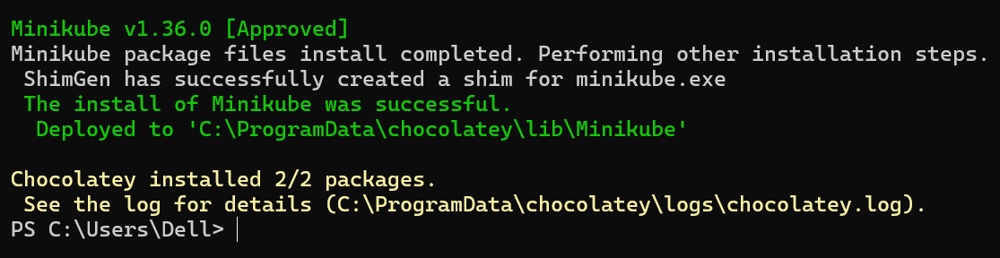 Minikube v1.36.0 [Approved]
Minikube package files install completed. Performing other installation steps.
 ShimGen has successfully created a shim for minikube.exe
 The install of Minikube was successful.
  Deployed to 'C:\ProgramData\chocolatey\lib\Minikube'

Chocolatey installed 2/2 packages.
 See the log for details (C:\ProgramData\chocolatey\logs\chocolatey.log).
PS C:\Users\Dell>